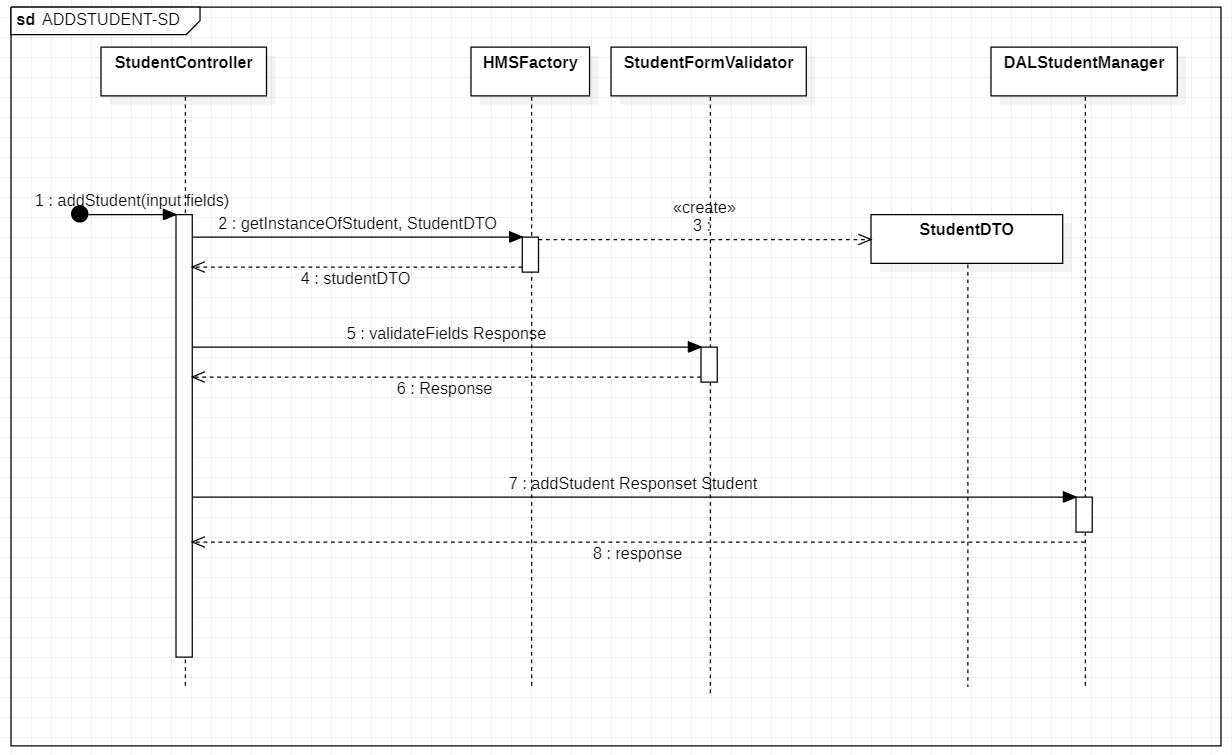 sd ADDSTUDENT-SD
StudentController
HMSFactory
StudentFormValidator
DALStudentManager
1 : addStudent(input fields)
2 : getInstanceOfStudent, StudentDTO
«create»
3 :
StudentDTO
4 : studentDTO
5 : validateFields Response
6 : Response
7 : addStudent Responset Student
8 : response